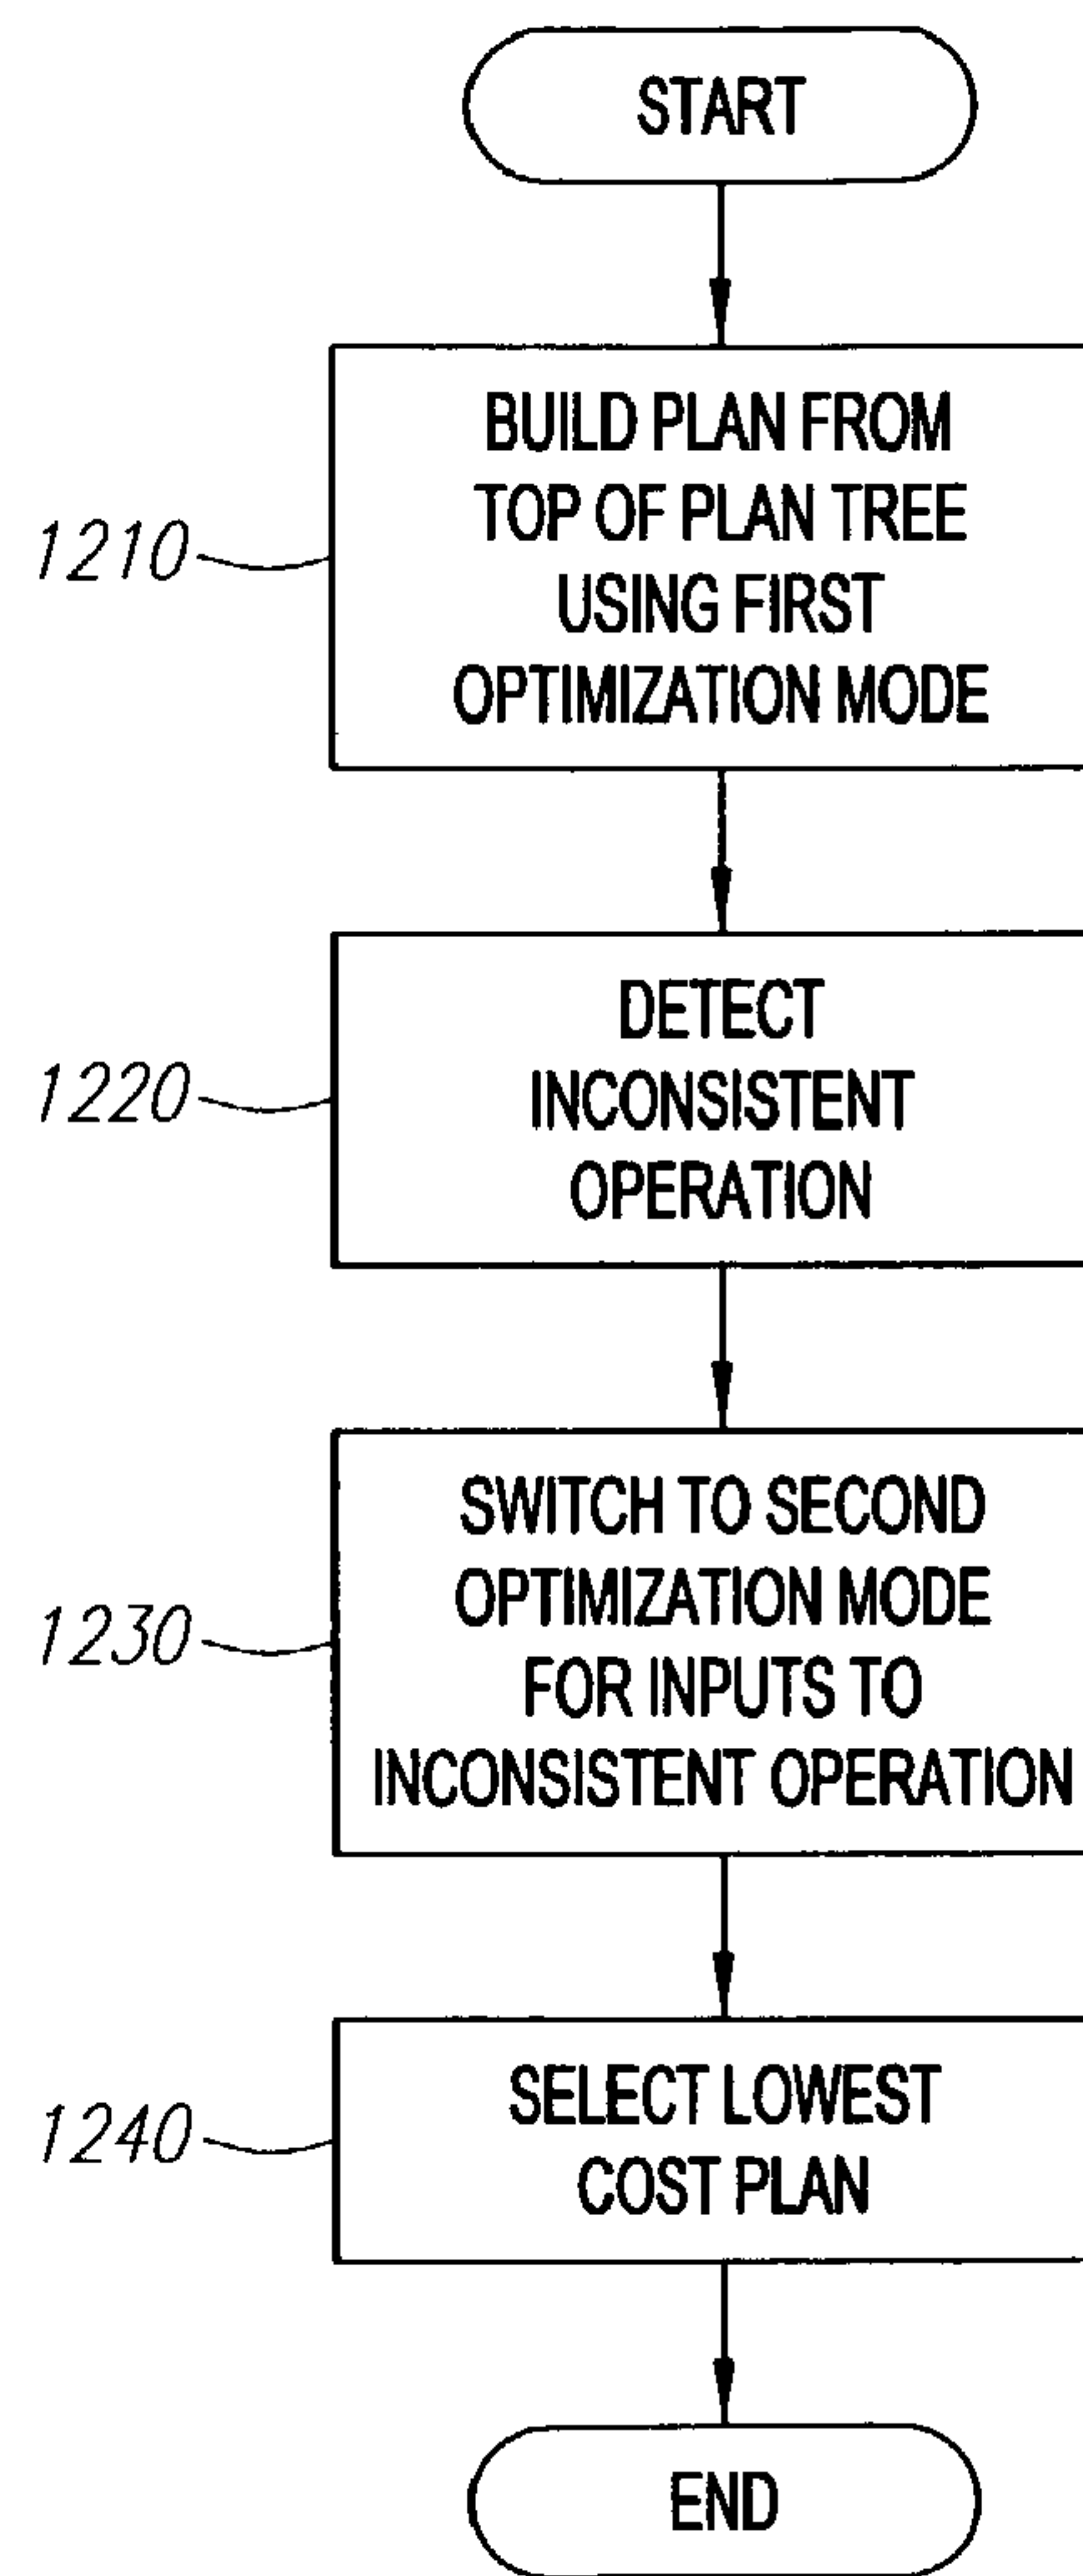 START
BUILD PLAN FROM
TOP OF PLAN TREE
USING FIRST
OPTIMIZATION MODE
1210
DETECT
INCONSISTENT
OPERATION
1220
SWITCH TO SECOND
OPTIMIZATION MODE
FOR INPUTS TO
INCONSISTENT OPERATION
1230
SELECT LOWEST
COST PLAN
1240
END